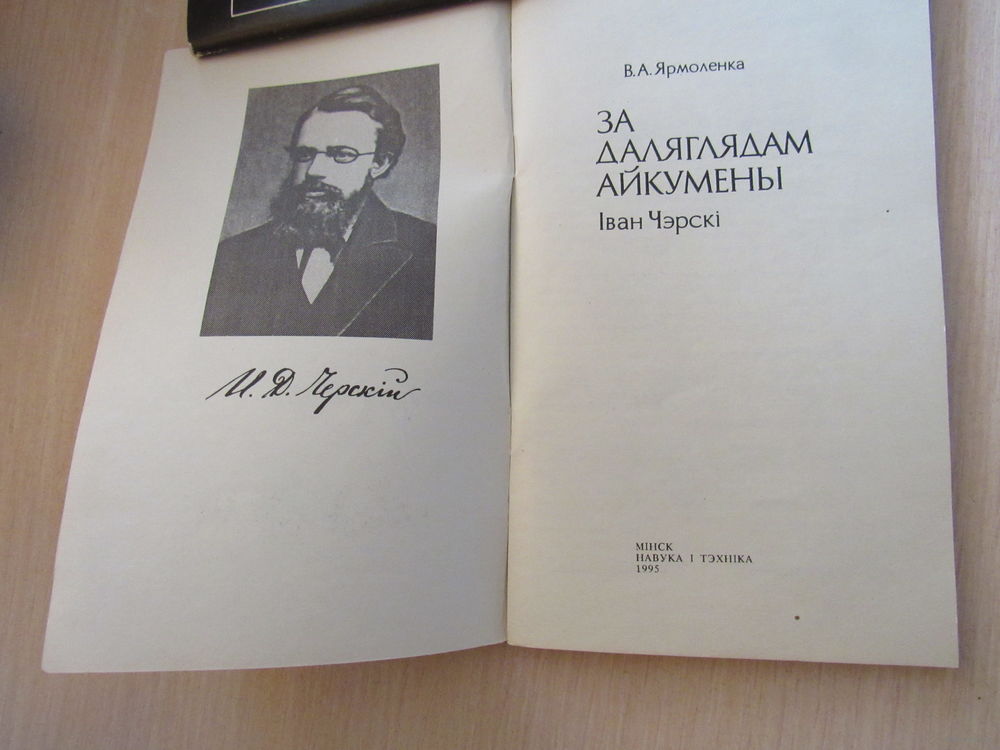 И. Д. Черскій
В. А. Ярмоленка
ЗА
ДАЛЯГЛЯДАМ
АЙКУМЕНЫ
Іван Чэрскі
МІНСК
НАВУКА І ТЭХНІКА
1995